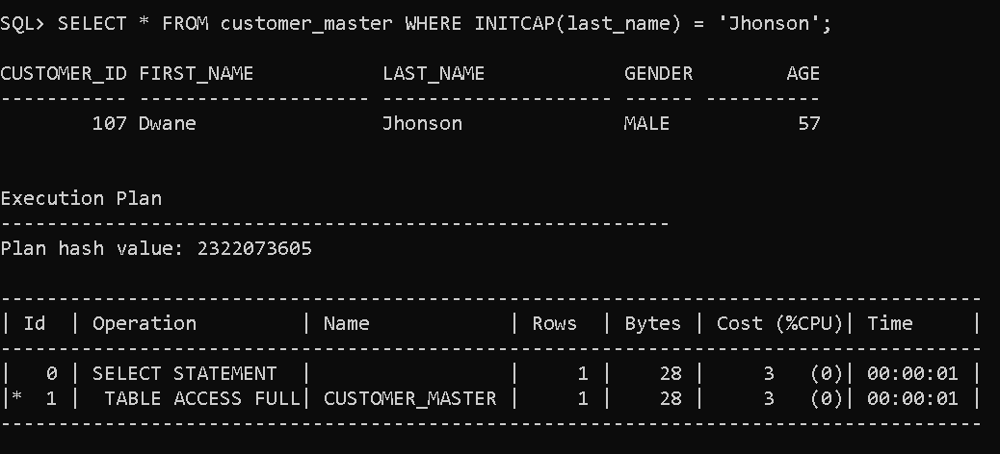 SQL> SELECT * FROM customer_master WHERE INITCAP(last_name) = 'Jhonson';
CUSTOMER_ID FIRST_NAME           LAST_NAME            GENDER        AGE
----------- -------------------- -------------------- ------ ----------
        107 Dwane                Jhonson              MALE           57
Execution Plan
----------------------------------------------------------
Plan hash value: 2322073605
-------------------------------------------------------------------------------------
| Id  | Operation         | Name            | Rows  | Bytes | Cost (%CPU)| Time     |
-------------------------------------------------------------------------------------
|   0 | SELECT STATEMENT  |                 |     1 |    28 |     3   (0)| 00:00:01 |
|*  1 |  TABLE ACCESS FULL| CUSTOMER_MASTER |     1 |    28 |     3   (0)| 00:00:01 |
-------------------------------------------------------------------------------------